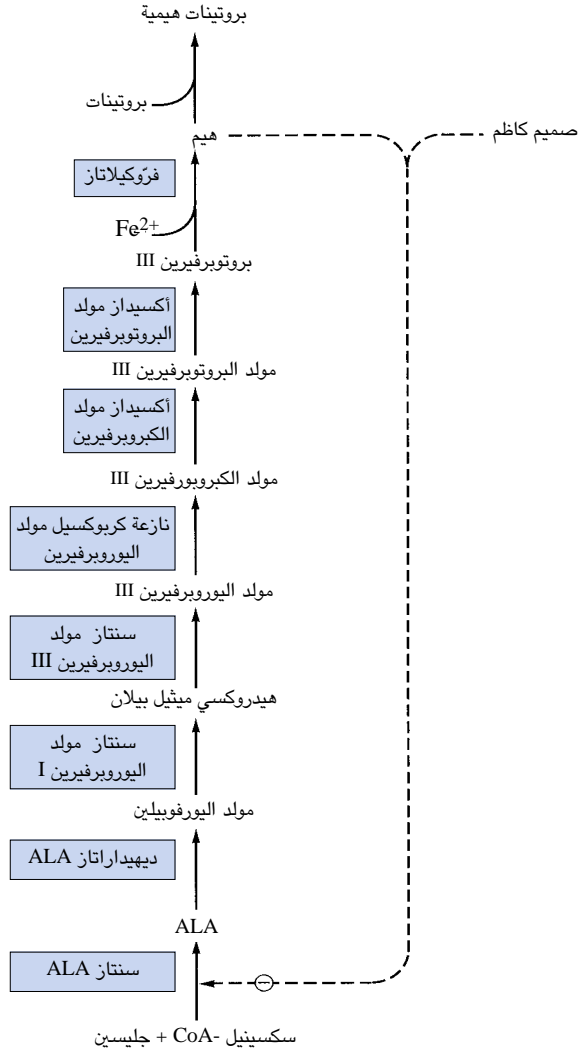 بروتينات هيمية
بروتينات
هيم
صميم كاظم
فرّوكيلاتاز
Fe2+
بروتوبرفيرين III
أكسيداز مولد
البروتوبرفيرين
مولد البروتوبرفيرين III
أكسيداز مولد
الكبروبرفيرين
مولد الكبروبورفيرين III
نازعة كربوكسيل مولد
اليوروبرفيرين
مولد اليوروبرفيرين III
سنتاز مولد
اليوروبرفيرين III
هيدروكسي ميثيل بيلان
سنتاز مولد
اليوروبرفيرين I
مولد اليورفوبيلين
ديهيداراتاز ALA
ALA
سنتاز ALA
−
سكسينيل -CoA + جليسين